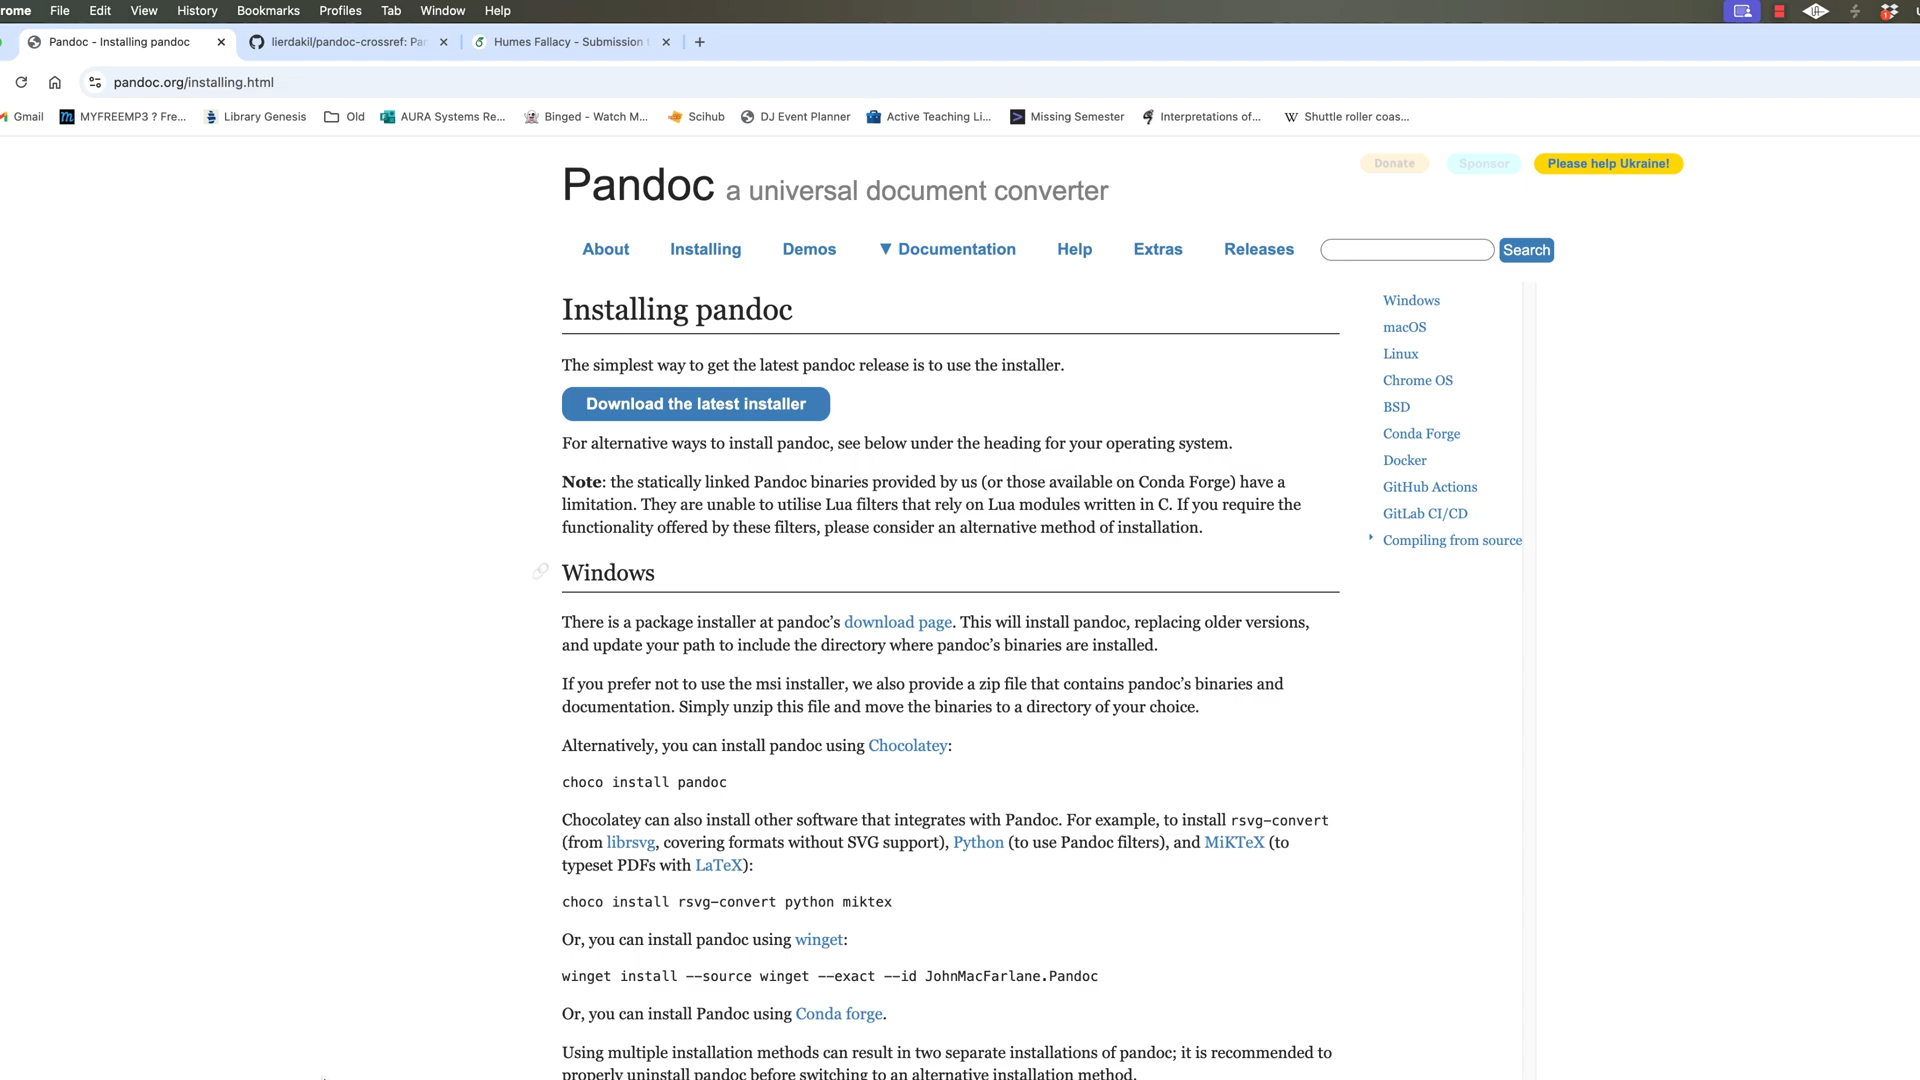 rome File Edit View History Bookmarks Profiles Tab Window Help
Pandoc - Installing pandoc lierdakil/pandoc-crossref: Pa Humes Fallacy - Submission
pandoc.org/installing.html
Gmail MYFREEMP3 ? Fre... Library Genesis Old AURA Systems Re... Binged - Watch M... Scihub DJ Event Planner Active Teaching Li... Missing Semester Interpretations of... Shuttle roller coas...
Donate Sponsor Please help Ukraine!
Pandoc a universal document converter
About Installing Demos ▼ Documentation Help Extras Releases Search
Installing pandoc
The simplest way to get the latest pandoc release is to use the installer.
Download the latest installer
For alternative ways to install pandoc, see below under the heading for your operating system.
Note: the statically linked Pandoc binaries provided by us (or those available on Conda Forge) have a
limitation. They are unable to utilise Lua filters that rely on Lua modules written in C. If you require the
functionality offered by these filters, please consider an alternative method of installation.
Windows
There is a package installer at pandoc’s download page. This will install pandoc, replacing older versions,
and update your path to include the directory where pandoc’s binaries are installed.
If you prefer not to use the msi installer, we also provide a zip file that contains pandoc’s binaries and
documentation. Simply unzip this file and move the binaries to a directory of your choice.
Alternatively, you can install pandoc using Chocolatey:
choco install pandoc
Chocolatey can also install other software that integrates with Pandoc. For example, to install rsvg-convert
(from librsvg, covering formats without SVG support), Python (to use Pandoc filters), and MiKTeX (to
typeset PDFs with LaTeX):
choco install rsvg-convert python miktex
Or, you can install pandoc using winget:
winget install --source winget --exact --id JohnMacFarlane.Pandoc
Or, you can install Pandoc using Conda forge.
Using multiple installation methods can result in two separate installations of pandoc; it is recommended to
properly uninstall pandoc before switching to an alternative installation method.
Windows
macOS
Linux
Chrome OS
BSD
Conda Forge
Docker
GitHub Actions
GitLab CI/CD
Compiling from source